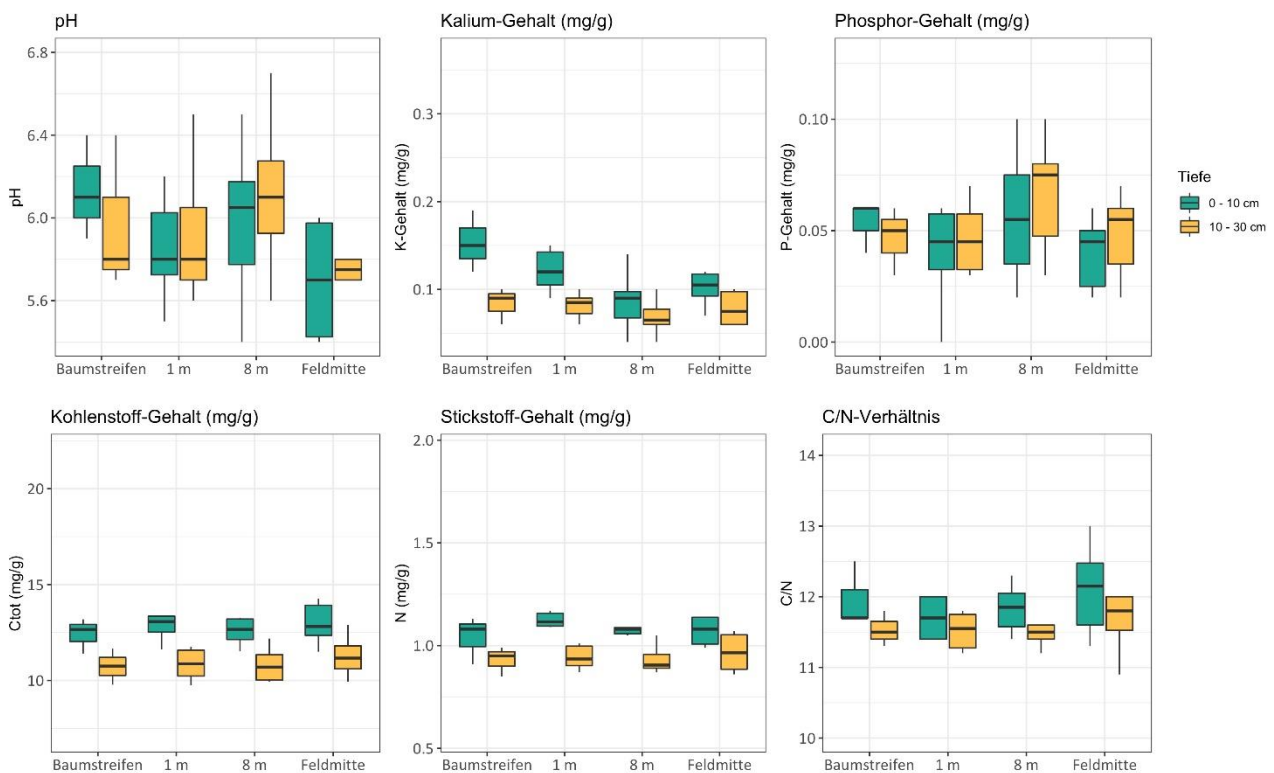 pH
6.8
6.4
6.0
5.6
pH
Baumstreifen 1 m 8 m Feldmitte
Kalium-Gehalt (mg/g)
0.3
0.2
0.1
K-Gehalt (mg/g)
Baumstreifen 1 m 8 m Feldmitte
Phosphor-Gehalt (mg/g)
0.10
0.05
0.00
P-Gehalt (mg/g)
Baumstreifen 1 m 8 m Feldmitte
Tiefe
0 - 10 cm
10 - 30 cm
Kohlenstoff-Gehalt (mg/g)
20
15
10
Ctot (mg/g)
Baumstreifen 1 m 8 m Feldmitte
Stickstoff-Gehalt (mg/g)
2.0
1.5
1.0
0.5
N (mg/g)
Baumstreifen 1 m 8 m Feldmitte
C/N-Verhältnis
14
13
12
11
10
C/N
Baumstreifen 1 m 8 m Feldmitte